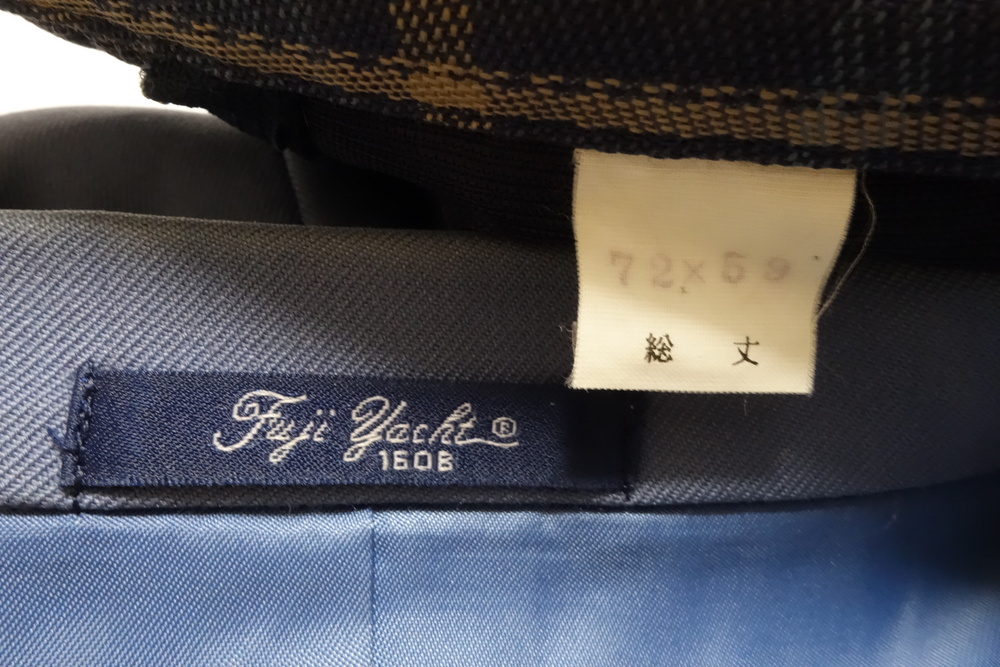 72×59
総 丈
Fuji Yacht®
160B